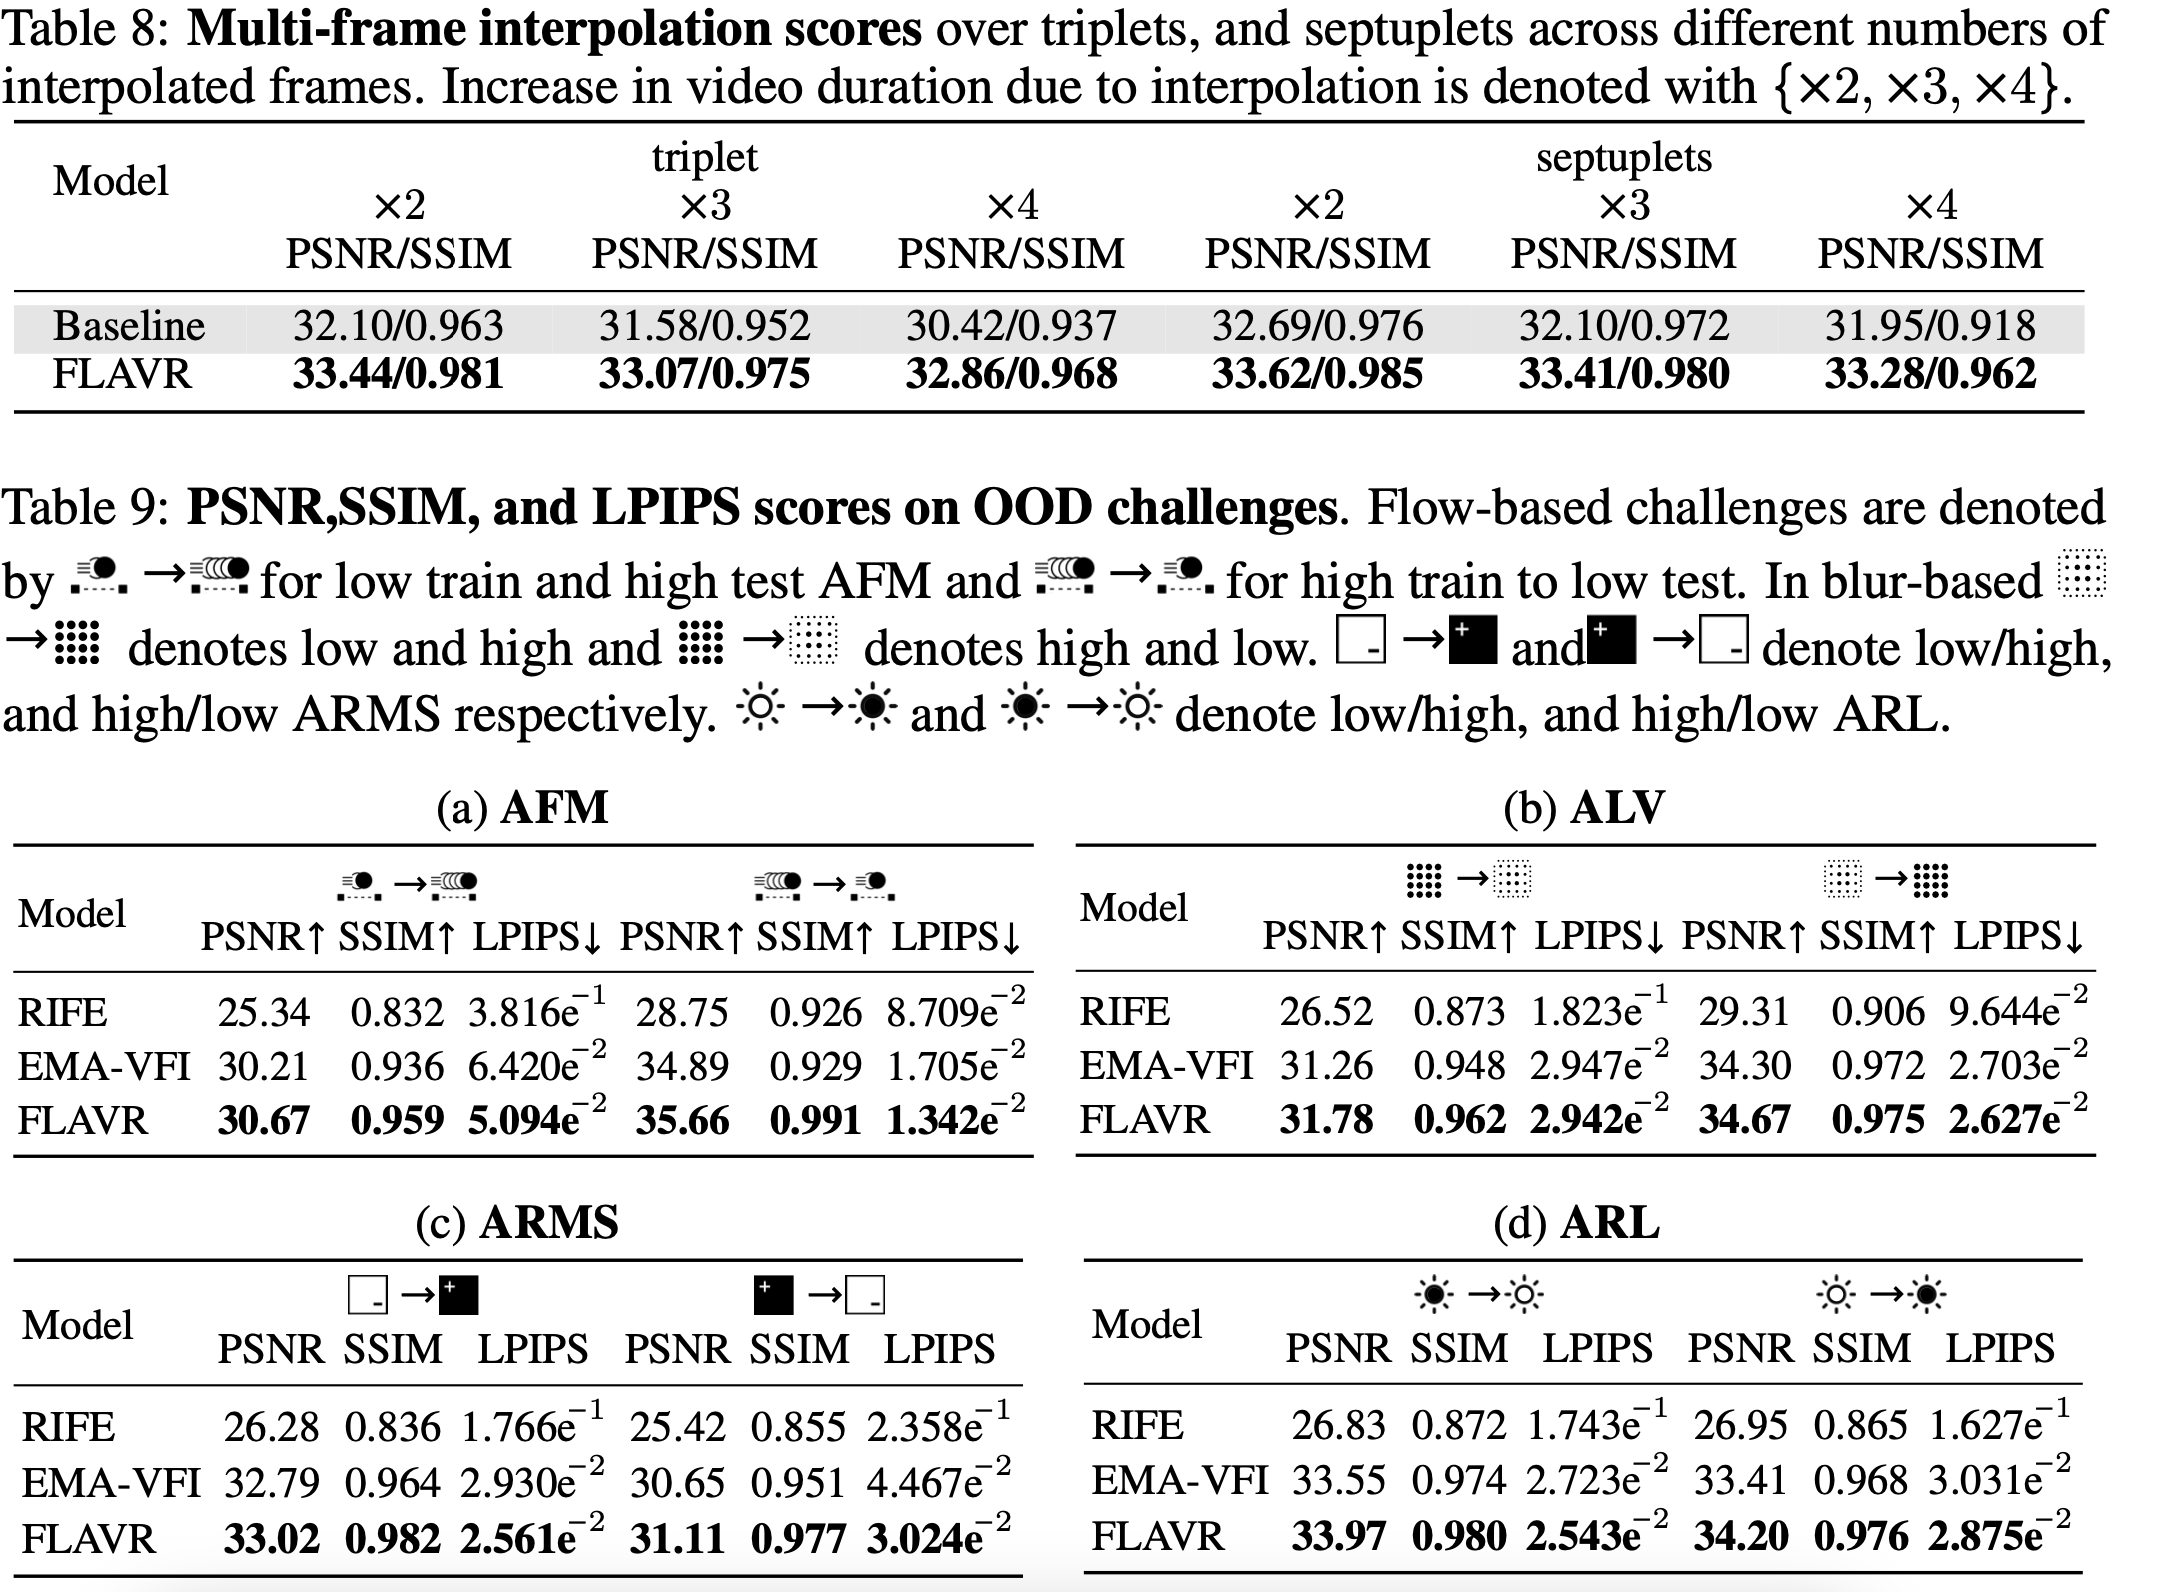 Table 8: Multi-frame interpolation scores over triplets, and septuplets across different numbers of
interpolated frames. Increase in video duration due to interpolation is denoted with {×2, ×3, ×4}.
Model triplet septuplets
×2 ×3 ×4 ×2 ×3 ×4
PSNR/SSIM PSNR/SSIM PSNR/SSIM PSNR/SSIM PSNR/SSIM PSNR/SSIM
Baseline 32.10/0.963 31.58/0.952 30.42/0.937 32.69/0.976 32.10/0.972 31.95/0.918
FLAVR 33.44/0.981 33.07/0.975 32.86/0.968 33.62/0.985 33.41/0.980 33.28/0.962
Table 9: PSNR,SSIM, and LPIPS scores on OOD challenges. Flow-based challenges are denoted
by → for low train and high test AFM and → for high train to low test. In blur-based
→ denotes low and high and → denotes high and low. - → + and + → - denote low/high,
and high/low ARMS respectively. → and → denote low/high, and high/low ARL.
(a) AFM
Model → →
PSNR↑ SSIM↑ LPIPS↓ PSNR↑ SSIM↑ LPIPS↓
RIFE 25.34 0.832 3.816e⁻¹ 28.75 0.926 8.709e⁻²
EMA-VFI 30.21 0.936 6.420e⁻² 34.89 0.929 1.705e⁻²
FLAVR 30.67 0.959 5.094e⁻² 35.66 0.991 1.342e⁻²
(b) ALV
Model → →
PSNR↑ SSIM↑ LPIPS↓ PSNR↑ SSIM↑ LPIPS↓
RIFE 26.52 0.873 1.823e⁻¹ 29.31 0.906 9.644e⁻²
EMA-VFI 31.26 0.948 2.947e⁻² 34.30 0.972 2.703e⁻²
FLAVR 31.78 0.962 2.942e⁻² 34.67 0.975 2.627e⁻²
(c) ARMS
Model - → + + → -
PSNR SSIM LPIPS PSNR SSIM LPIPS
RIFE 26.28 0.836 1.766e⁻¹ 25.42 0.855 2.358e⁻¹
EMA-VFI 32.79 0.964 2.930e⁻² 30.65 0.951 4.467e⁻²
FLAVR 33.02 0.982 2.561e⁻² 31.11 0.977 3.024e⁻²
(d) ARL
Model → →
PSNR SSIM LPIPS PSNR SSIM LPIPS
RIFE 26.83 0.872 1.743e⁻¹ 26.95 0.865 1.627e⁻¹
EMA-VFI 33.55 0.974 2.723e⁻² 33.41 0.968 3.031e⁻²
FLAVR 33.97 0.980 2.543e⁻² 34.20 0.976 2.875e⁻²